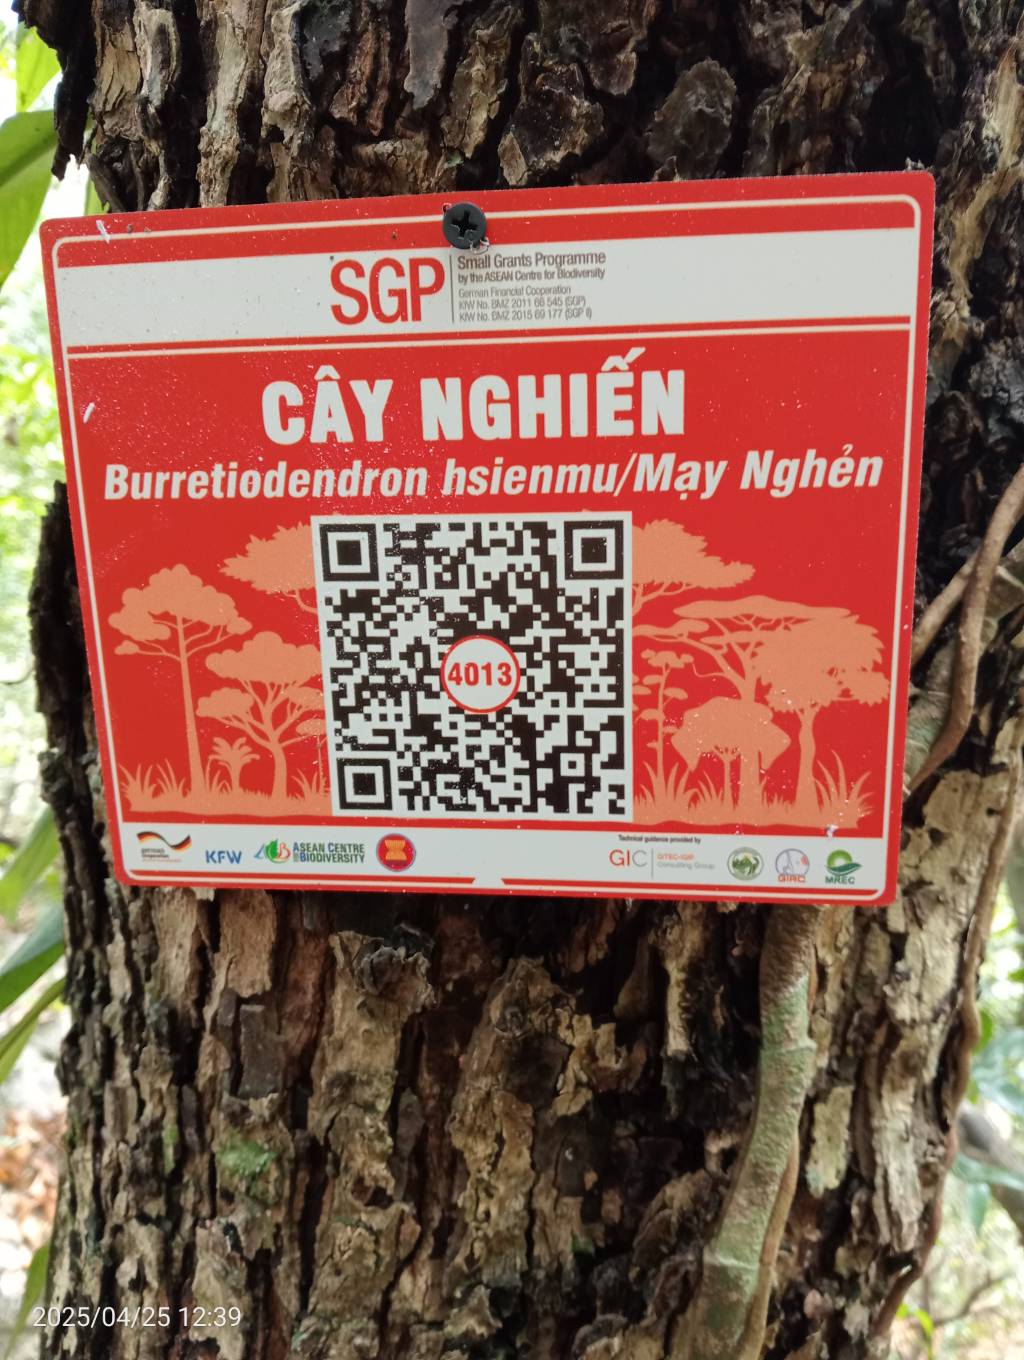 SGP
Small Grants Programme
by the ASEAN Centre for Biodiversity
German Financial Cooperation
KfW No. BMZ 2011 66 545 (SGP)
KfW No. BMZ 2015 69 177 (SGP II)
CÂY NGHIẾN
Burretiodendron hsienmu/Mạy Nghẻn
4013
german
cooperation
KFW
ASEAN CENTRE
FOR BIODIVERSITY
Technical guidance provided by
GIC
GITEC-IGIP
Consulting Group
MREC
2025/04/25 12:39